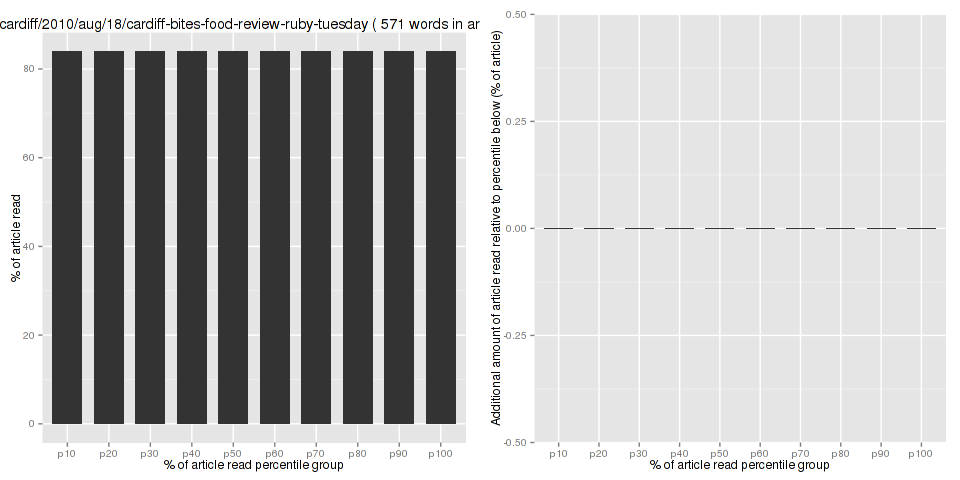 cardiff/2010/aug/18/cardiff-bites-food-review-ruby-tuesday ( 571 words in ar
% of article read
80
60
40
20
0
p10 p20 p30 p40 p50 p60 p70 p80 p90 p100
% of article read percentile group
Additional amount of article read relative to percentile below (% of article)
0.50
0.25
0.00
-0.25
-0.50
p10 p20 p30 p40 p50 p60 p70 p80 p90 p100
% of article read percentile group